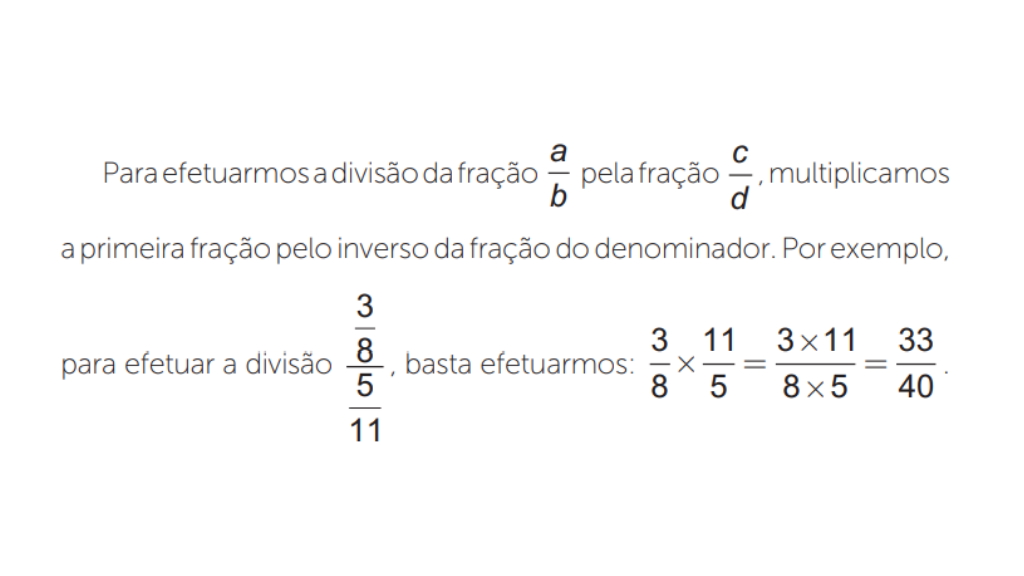 Para efetuarmos a divisão da fração a/b pela fração c/d, multiplicamos
a primeira fração pelo inverso da fração do denominador. Por exemplo,
para efetuar a divisão (3/8)/(5/11), basta efetuarmos: 3/8 × 11/5 = (3×11)/(8×5) = 33/40.